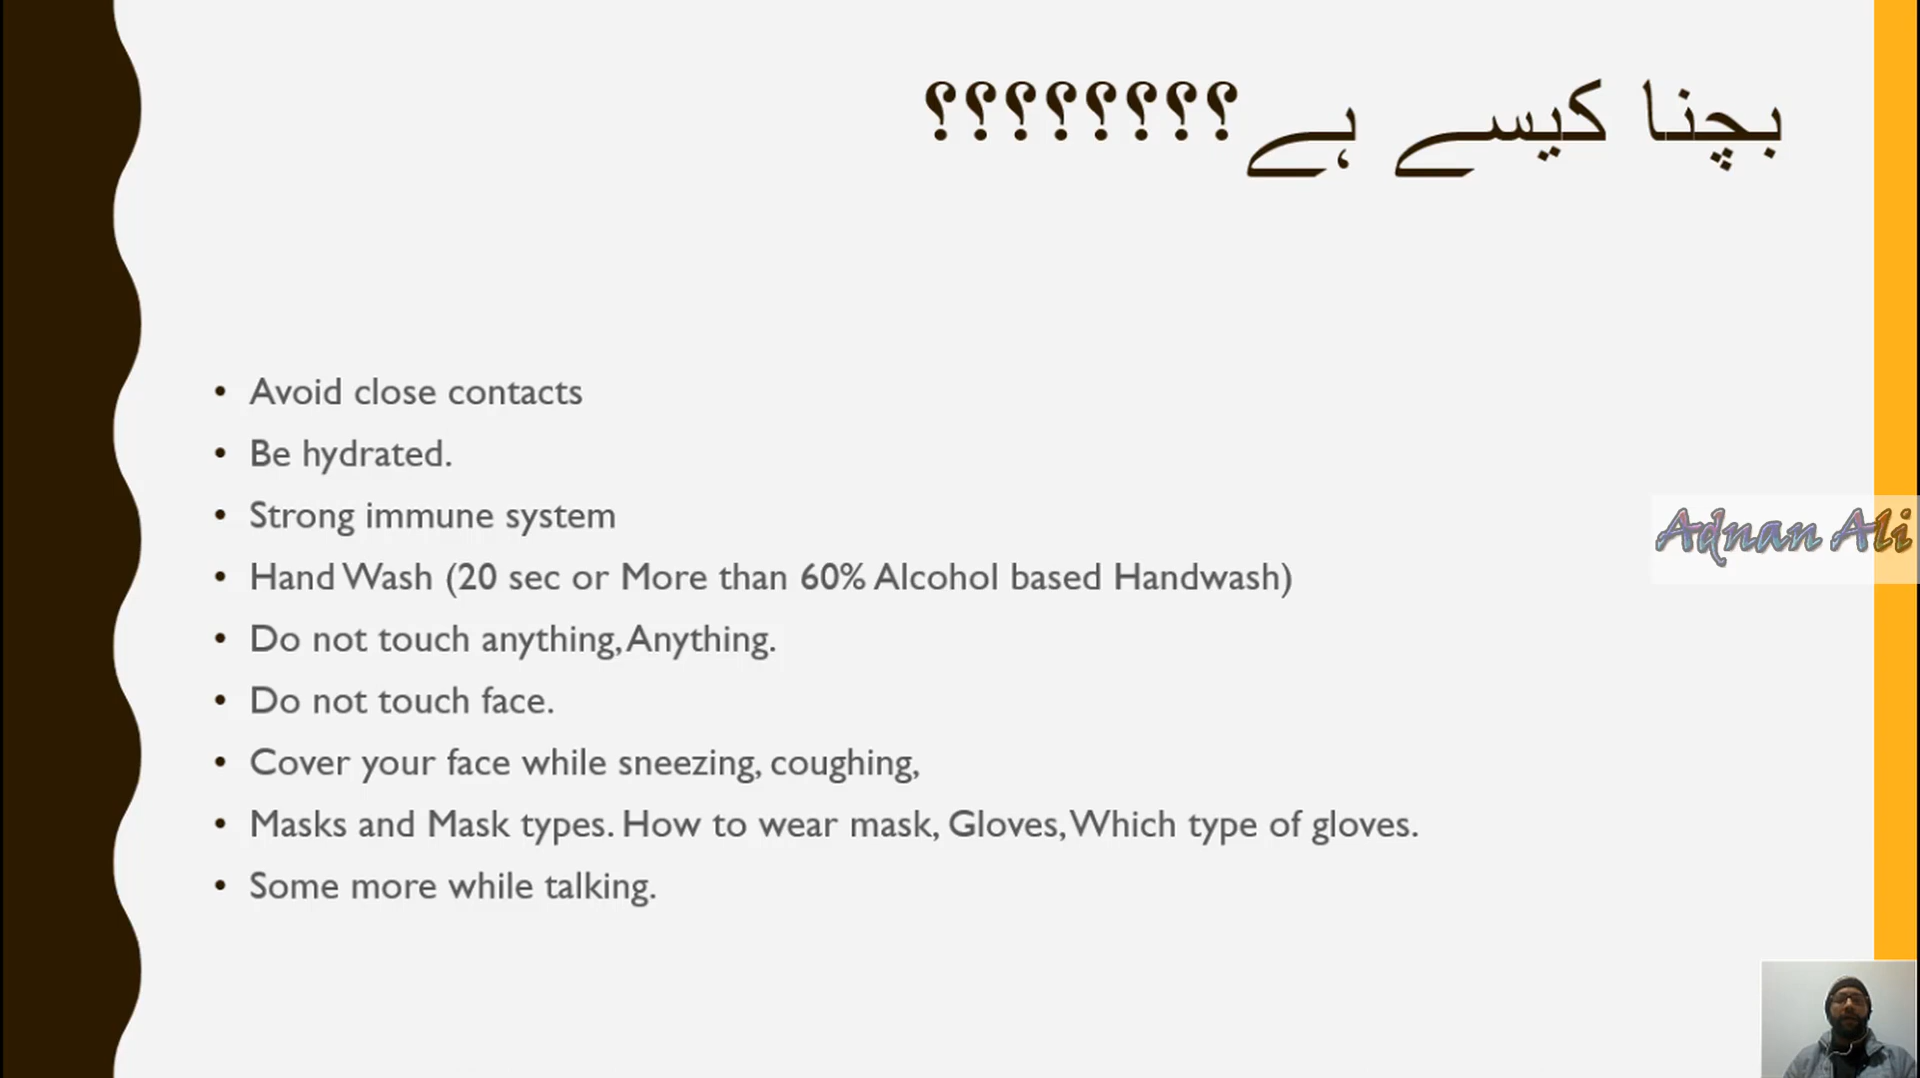 بچنا کیسے ہے؟؟؟؟؟؟؟؟
• Avoid close contacts
• Be hydrated.
• Strong immune system
• Hand Wash (20 sec or More than 60% Alcohol based Handwash)
• Do not touch anything, Anything.
• Do not touch face.
• Cover your face while sneezing, coughing,
• Masks and Mask types. How to wear mask, Gloves, Which type of gloves.
• Some more while talking.
Adnan Ali